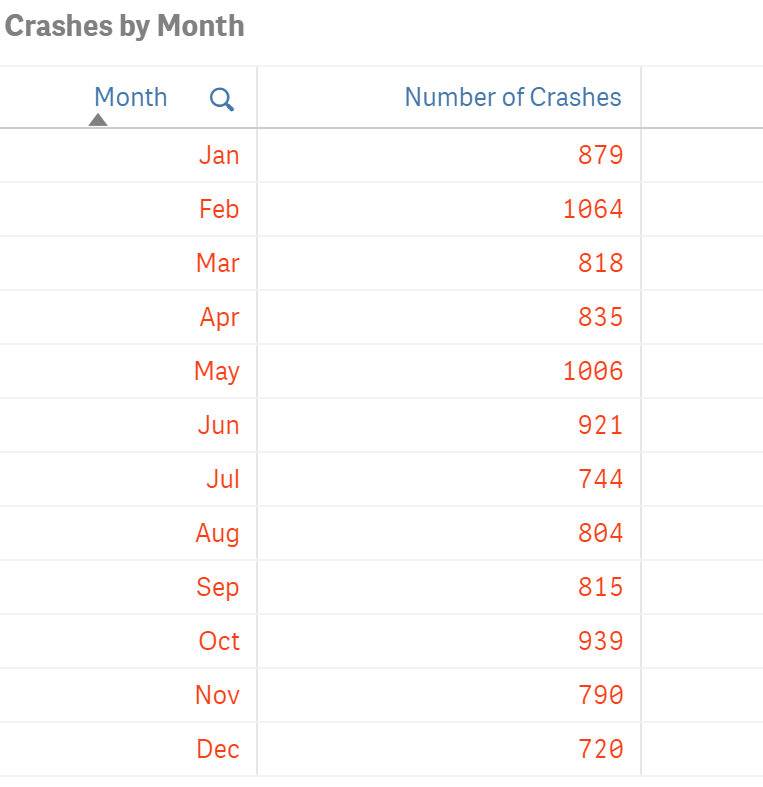 Crashes by Month
Month Number of Crashes
Jan 879
Feb 1064
Mar 818
Apr 835
May 1006
Jun 921
Jul 744
Aug 804
Sep 815
Oct 939
Nov 790
Dec 720